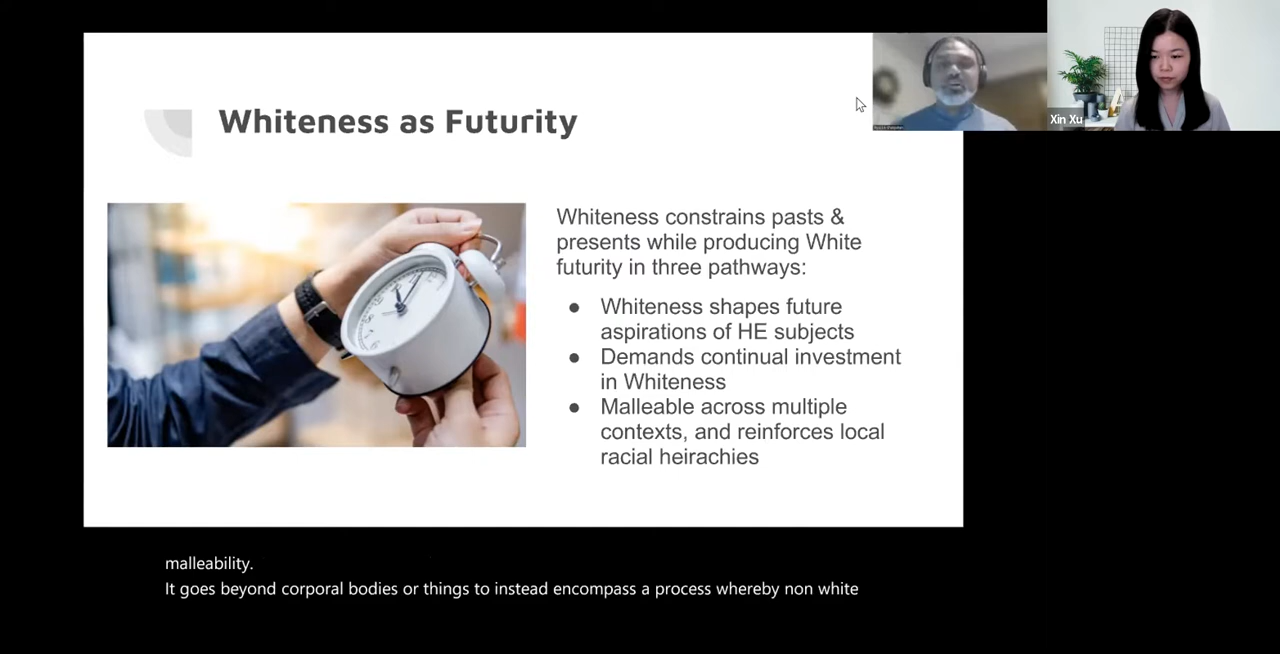 Whiteness as Futurity
Xin Xu
Whiteness constrains pasts &
presents while producing White
futurity in three pathways:
● Whiteness shapes future
aspirations of HE subjects
● Demands continual investment
in Whiteness
● Malleable across multiple
contexts, and reinforces local
racial heirachies
malleability.
It goes beyond corporal bodies or things to instead encompass a process whereby non white